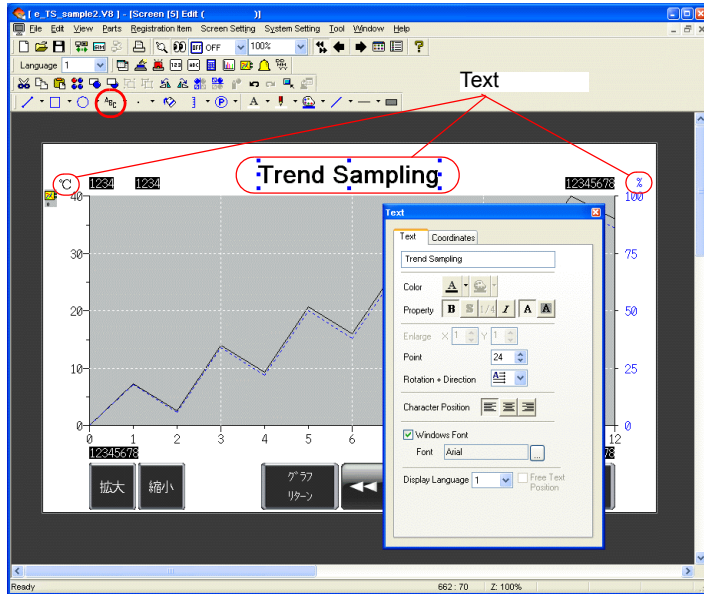 [ e_TS_sample2.V8 ] - [Screen [5] Edit ( )]
File Edit View Parts Registration Item Screen Setting System Setting Tool Window Help
OFF 100%
Language 1
Text
ABC
A
Trend Sampling
℃ 1234 1234 12345678 %
40 100
30 75
20 50
10 25
0 0
0 1 2 3 4 5 6 12
12345678 78
拡大 縮小 グラフ
リターン
Text
Text Coordinates
Trend Sampling
Color A
Property B S 1/4 I A A
Enlarge X 1 Y 1
Point 24
Rotation + Direction A
Character Position
Windows Font
Font Arial ...
Display Language 1 Free Text
Position
Ready 662 : 70 Z: 100%